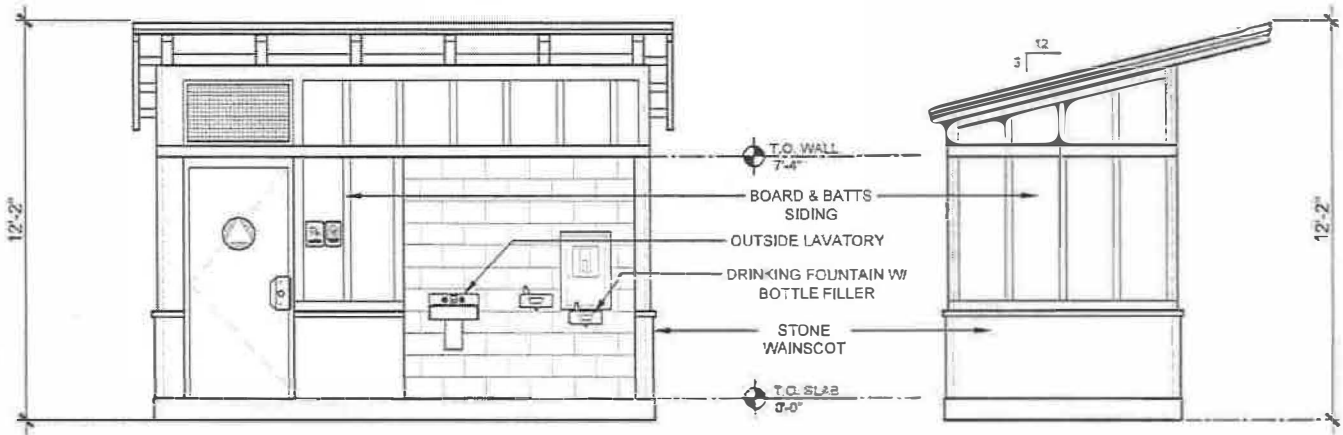 12
3
T.O. WALL
7'-4"
BOARD & BATTS
SIDING
OUTSIDE LAVATORY
DRINKING FOUNTAIN W/
BOTTLE FILLER
STONE
WAINSCOT
T.O. SLAB
0'-0"
12'-2"
12'-2"